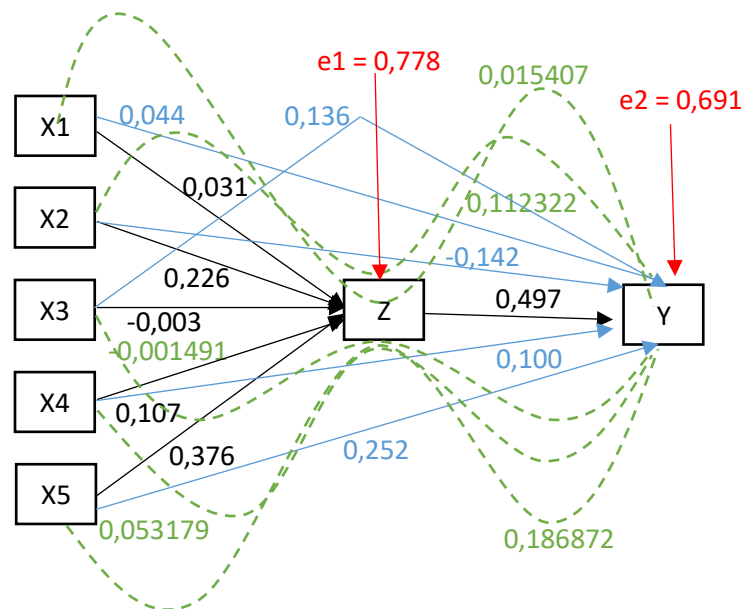 e1 = 0,778
0,015407
e2 = 0,691
X1
0,044
0,136
0,031
X2
0,112322
-0,142
0,226
X3
Z
0,497
Y
-0,003
-0,001491
0,100
X4
0,107
0,376
0,252
X5
0,053179
0,186872